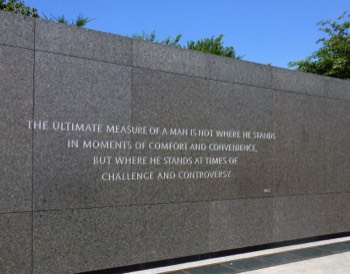 THE ULTIMATE MEASURE OF A MAN IS NOT WHERE HE STANDS
IN MOMENTS OF COMFORT AND CONVENIENCE,
BUT WHERE HE STANDS AT TIMES OF
CHALLENGE AND CONTROVERSY.